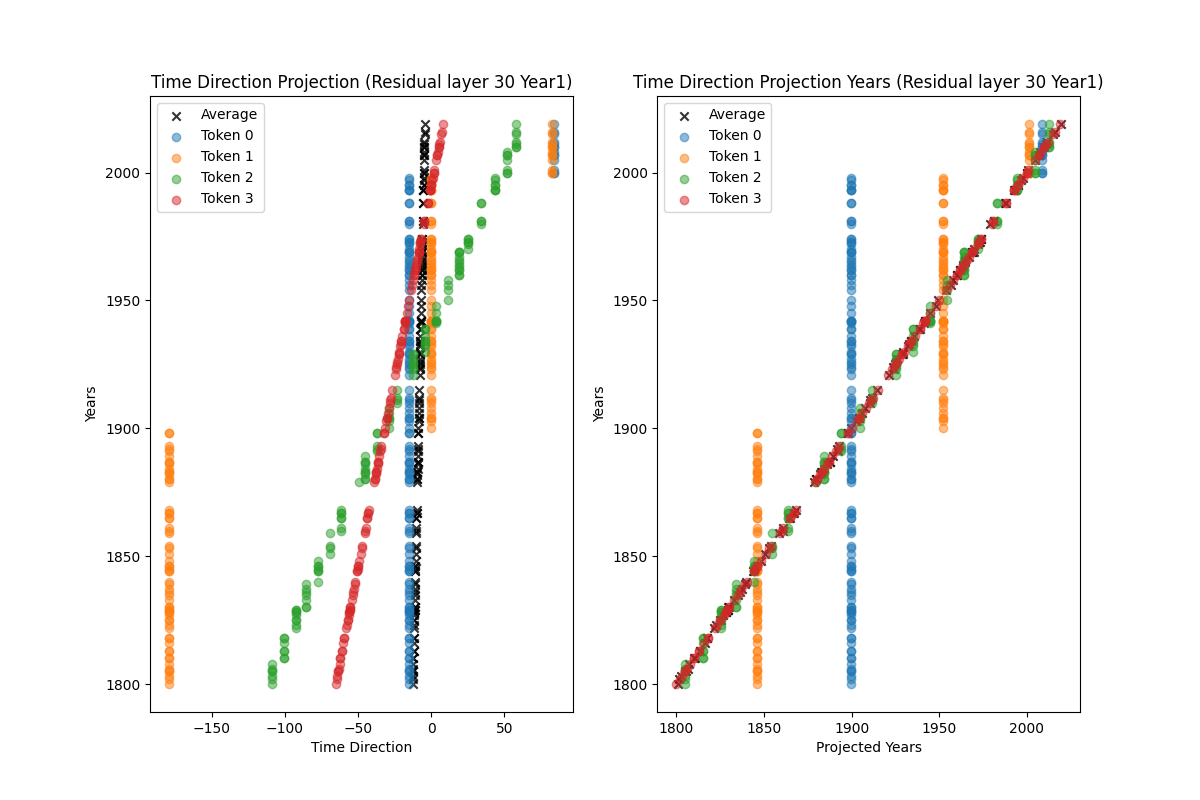 Time Direction Projection (Residual layer 30 Year1)
Average
Token 0
Token 1
Token 2
Token 3
2000
1950
1900
1850
1800
Years
−150
−100
−50
0
50
Time Direction
Time Direction Projection Years (Residual layer 30 Year1)
Average
Token 0
Token 1
Token 2
Token 3
2000
1950
1900
1850
1800
Years
1800
1850
1900
1950
2000
Projected Years